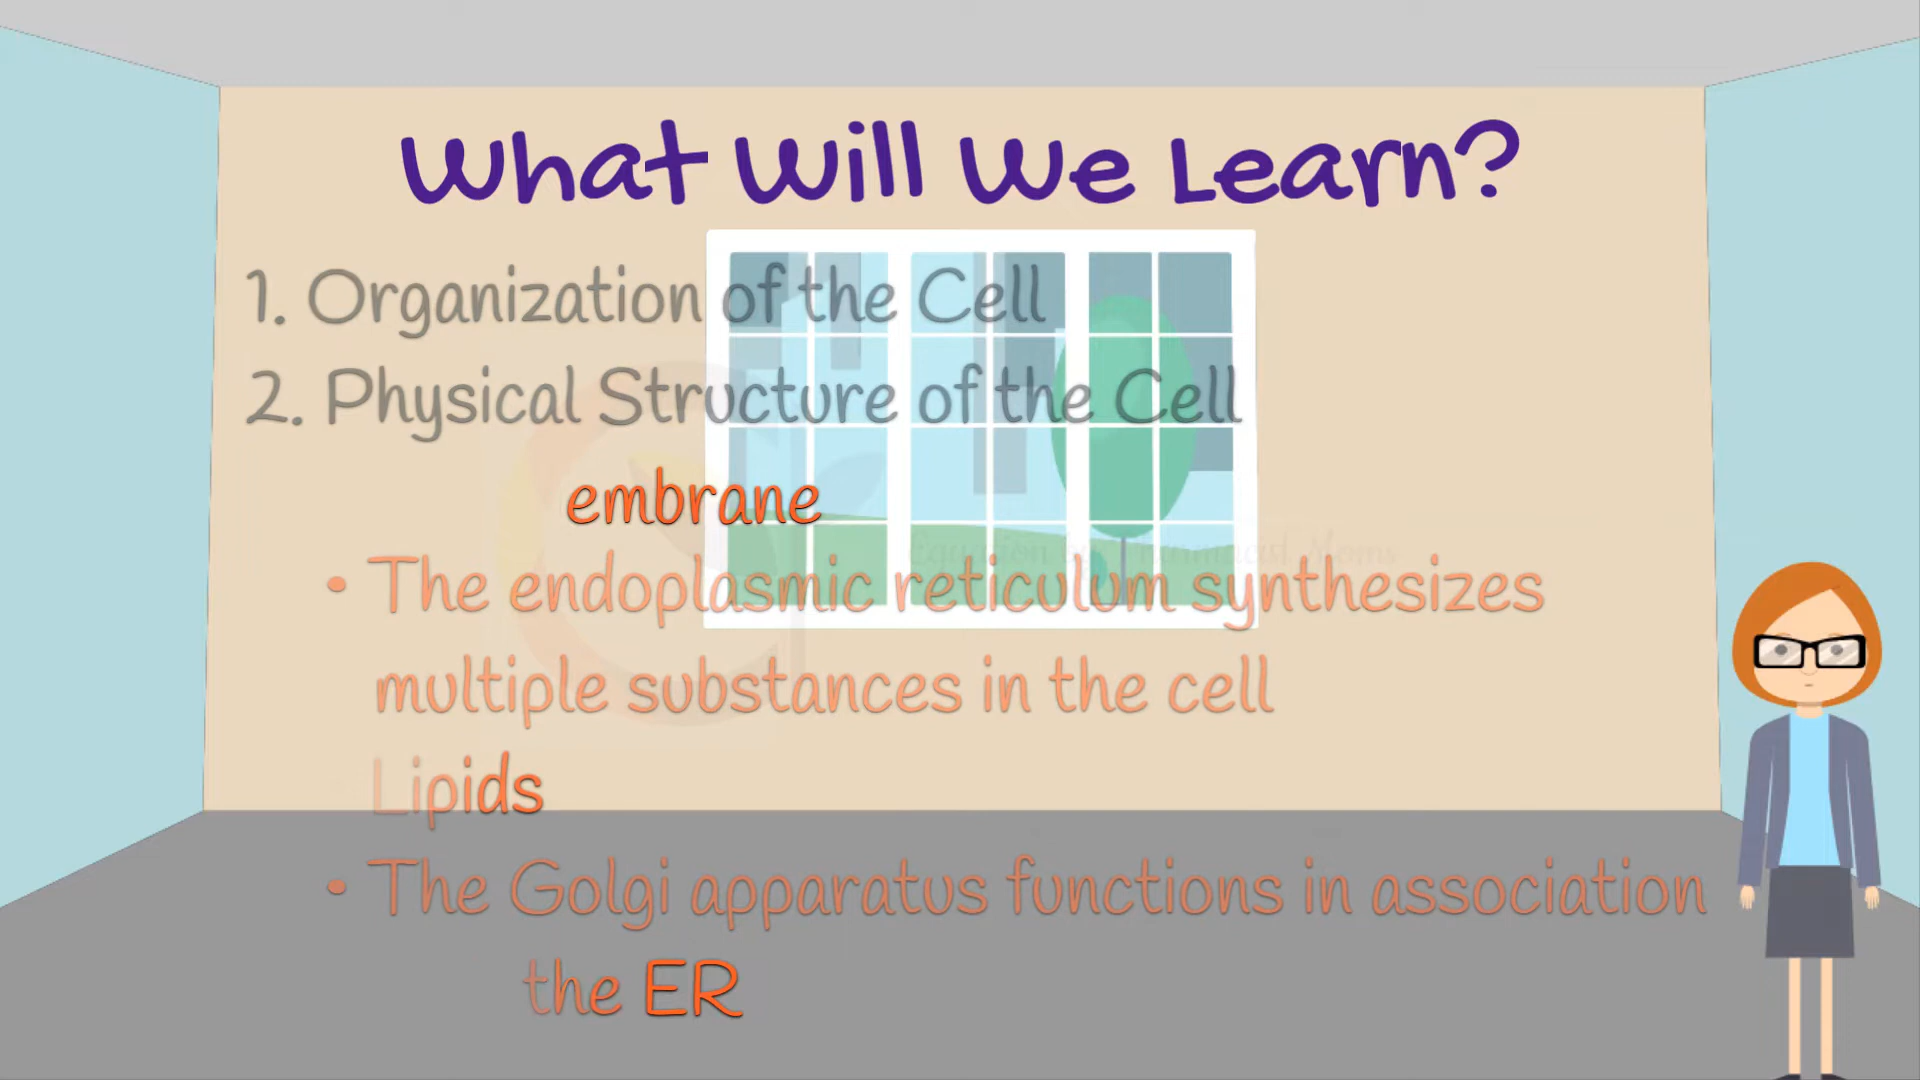 What Will We Learn?
1. Organization of the Cell
2. Physical Structure of the Cell
embrane
• The endoplasmic reticulum synthesizes
multiple substances in the cell
Lipids
• The Golgi apparatus functions in association
the ER